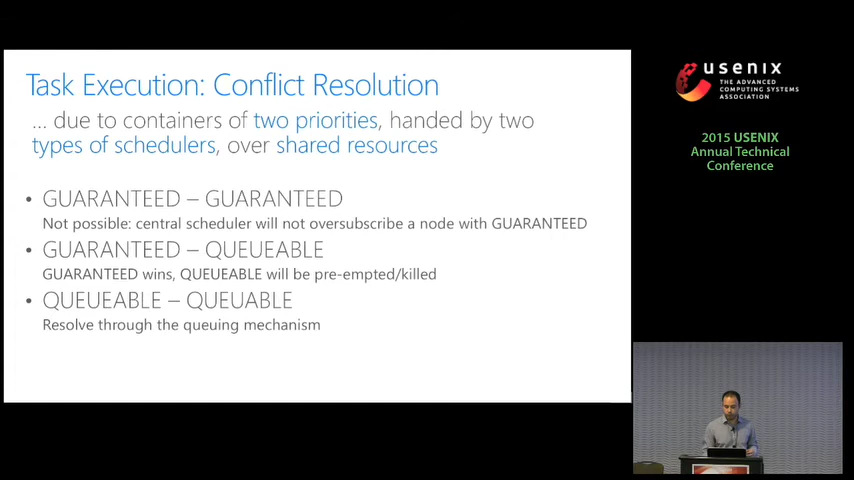 Task Execution: Conflict Resolution
... due to containers of two priorities, handed by two
types of schedulers, over shared resources
• GUARANTEED – GUARANTEED
Not possible: central scheduler will not oversubscribe a node with GUARANTEED
• GUARANTEED – QUEUEABLE
GUARANTEED wins, QUEUEABLE will be pre-empted/killed
• QUEUEABLE – QUEUABLE
Resolve through the queuing mechanism
usenix
THE ADVANCED
COMPUTING SYSTEMS
ASSOCIATION
2015 USENIX
Annual Technical
Conference